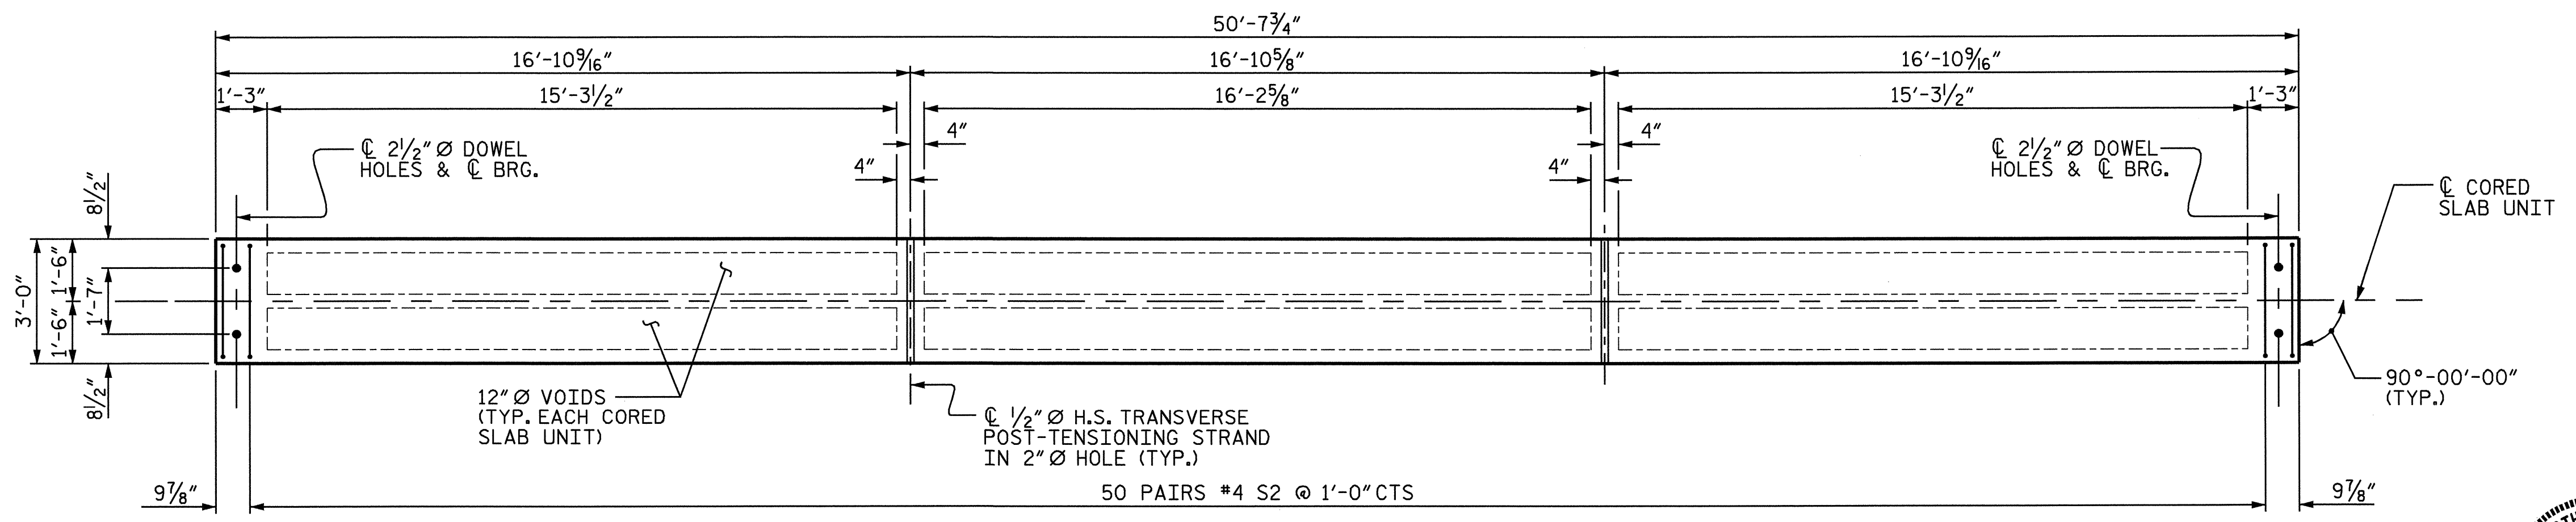 50'-7¾"
16'-10⁹⁄₁₆" 16'-10⅝" 16'-10⁹⁄₁₆"
1'-3" 15'-3½" 16'-2⅝" 15'-3½" 1'-3"
4" 4"
4" 4"
℄ 2½" Ø DOWEL
HOLES & ℄ BRG.
℄ 2½" Ø DOWEL
HOLES & ℄ BRG.
℄ CORED
SLAB UNIT
8½"
3'-0"
1'-6"
1'-6"
1'-7"
8½"
12" Ø VOIDS
(TYP. EACH CORED
SLAB UNIT)
℄ ½" Ø H.S. TRANSVERSE
POST-TENSIONING STRAND
IN 2" Ø HOLE (TYP.)
90°-00'-00"
(TYP.)
9⅞" 50 PAIRS #4 S2 @ 1'-0" CTS 9⅞"